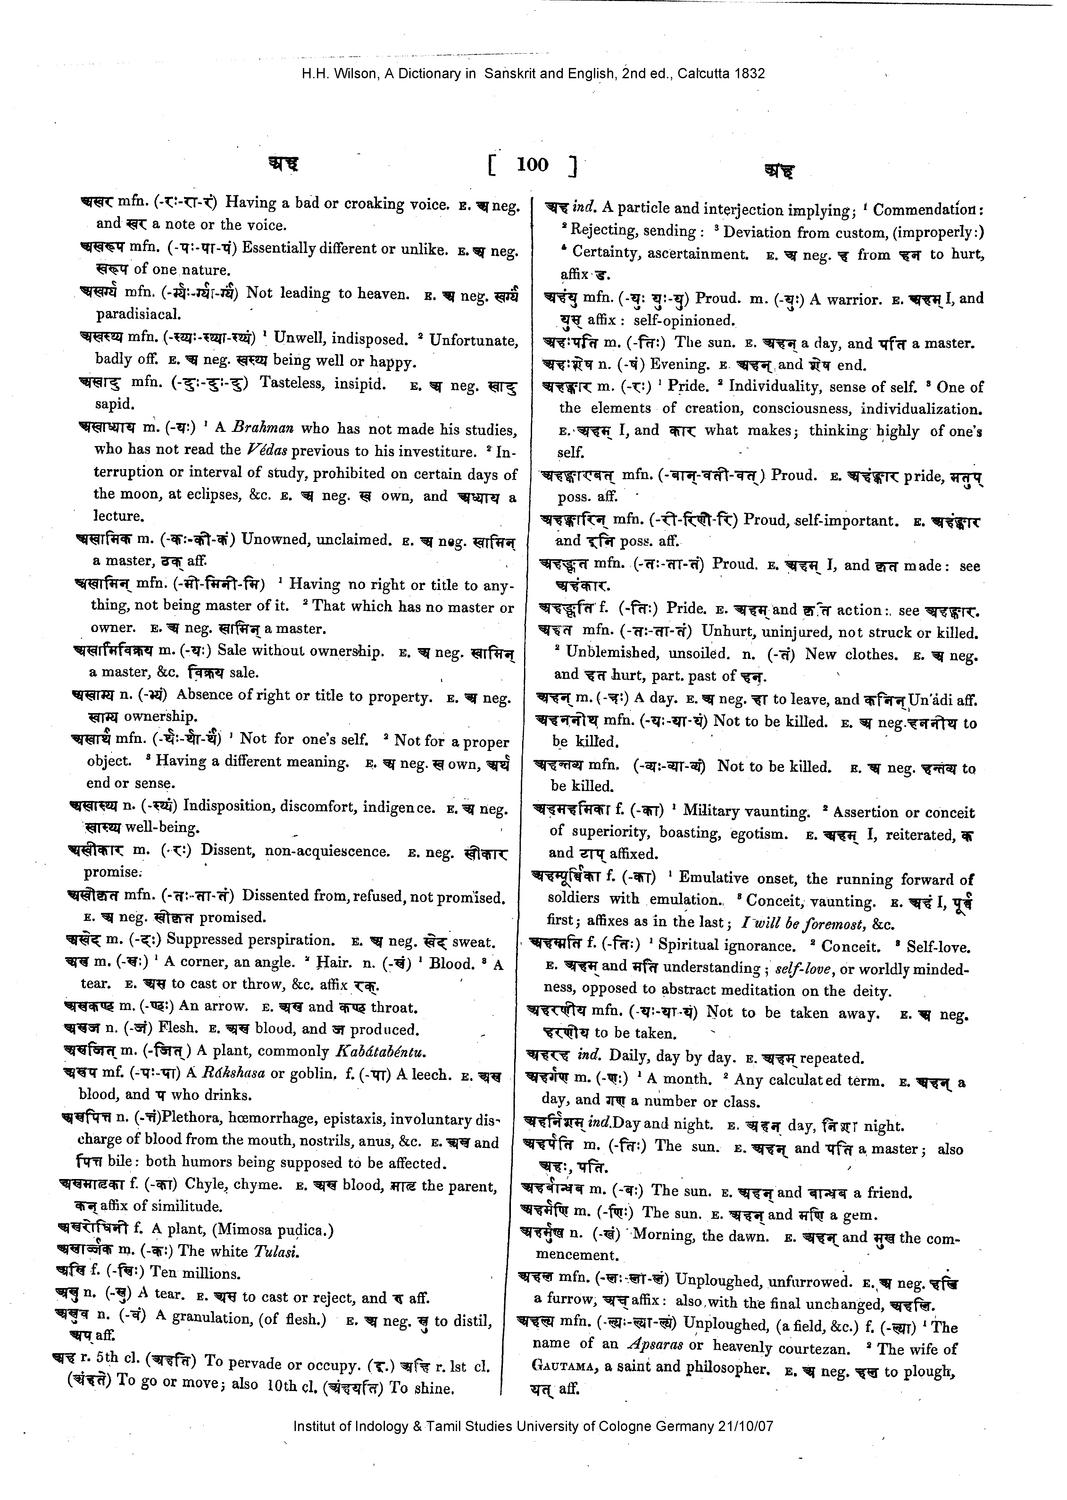 H.H. Wilson, A Dictionary in Sanskrit and English, 2nd ed., Calcutta 1832
अह
[ 100 ]
अह
अस्वर mfn. (-रः-रा-रं) Having a bad or croaking voice. E. अ neg.
and स्वर a note or the voice.
अस्वरूप mfn. (-पः-पा-पं) Essentially different or unlike. E. अ neg.
स्वरूप of one nature.
अस्वर्ग्य mfn. (-र्ग्यः-र्ग्या-र्ग्यं) Not leading to heaven. E. अ neg. स्वर्ग्य
paradisiacal.
अस्वस्थ mfn. (-स्थः-स्था-स्थं) ¹ Unwell, indisposed. ² Unfortunate,
badly off. E. अ neg. स्वस्थ being well or happy.
अस्वादु mfn. (-दुः-दुः-दु) Tasteless, insipid. E. अ neg. स्वादु
sapid.
अस्वाध्याय m. (-यः) ¹ A Brahman who has not made his studies,
who has not read the Védas previous to his investiture. ² In-
terruption or interval of study, prohibited on certain days of
the moon, at eclipses, &c. E. अ neg. स्व own, and अध्याय a
lecture.
अस्वामिक m. (-कः-की-कं) Unowned, unclaimed. E. अ neg. स्वामिन्
a master, ठक् aff.
अस्वामिन् mfn. (-मी-मिनी-मि) ¹ Having no right or title to any-
thing, not being master of it. ² That which has no master or
owner. E. अ neg. स्वामिन् a master.
अस्वामिविक्रय m. (-यः) Sale without ownership. E. अ neg. स्वामिन्
a master, &c. विक्रय sale.
अस्वाम्य n. (-म्यं) Absence of right or title to property. E. अ neg.
स्वाम्य ownership.
अस्वार्थ mfn. (-र्थः-र्था-र्थं) ¹ Not for one's self. ² Not for a proper
object. ³ Having a different meaning. E. अ neg. स्व own, अर्थ
end or sense.
अस्वास्थ्य n. (-स्थ्यं) Indisposition, discomfort, indigence. E. अ neg.
स्वास्थ्य well-being.
अस्वीकार m. (-रः) Dissent, non-acquiescence. E. neg. स्वीकार
promise.
अस्वीकृत mfn. (-तः-ता-तं) Dissented from, refused, not promised.
E. अ neg. स्वीकृत promised.
अस्वेद m. (-दः) Suppressed perspiration. E. अ neg. स्वेद sweat.
अस्र m. (-स्रः) ¹ A corner, an angle. ² Hair. n. (-स्रं) ¹ Blood. ² A
tear. E. अस to cast or throw, &c. affix रक्.
अस्रकण्ठ m. (-ण्ठः) An arrow. E. अस्र and कण्ठ throat.
अस्रज n. (-जं) Flesh. E. अस्र blood, and ज produced.
अस्रजित् m. (-जित्) A plant, commonly Kabátabéntu.
अस्रप mf. (-पः-पा) A Rákshasa or goblin. f. (-पा) A leech. E. अस्र
blood, and प who drinks.
अस्रपित्त n. (-त्तं) Plethora, hœmorrhage, epistaxis, involuntary dis-
charge of blood from the mouth, nostrils, anus, &c. E. अस्र and
पित्त bile: both humors being supposed to be affected.
अस्रमातृका f. (-का) Chyle, chyme. E. अस्र blood, मातृ the parent,
कन् affix of similitude.
अस्ररोधिनी f. A plant, (Mimosa pudica.)
अस्रार्ज्जक m. (-कः) The white Tulasi.
अस्रि f. (-स्रिः) Ten millions.
अस्रु n. (-स्रु) A tear. E. अस to cast or reject, and रु aff.
अस्रुव n. (-वं) A granulation, (of flesh.) E. अ neg. स्रु to distil,
अप् aff.
अह r. 5th cl. (अह्नोति) To pervade or occupy. (इ.) अहि r. 1st cl.
(अंहते) To go or move; also 10th cl. (अंहयति) To shine.
अह ind. A particle and interjection implying; ¹ Commendation:
² Rejecting, sending: ³ Deviation from custom, (improperly:)
⁴ Certainty, ascertainment. E. अ neg. ह from हन to hurt,
affix ड.
अहंयु mfn. (-युः युः-यु) Proud. m. (-युः) A warrior. E. अहम् I, and
युस् affix: self-opinioned.
अहःपति m. (-तिः) The sun. E. अहन् a day, and पति a master.
अहःशेष n. (-षं) Evening. E. अहन् and शेष end.
अहङ्कार m. (-रः) ¹ Pride. ² Individuality, sense of self. ³ One of
the elements of creation, consciousness, individualization.
E. अहम् I, and कार what makes; thinking highly of one's
self.
अहङ्कारवत् mfn. (-वान्-वती-वत्) Proud. E. अहंङ्कार pride, मतुप्
poss. aff.
अहङ्कारिन् mfn. (-री-रिणी-रि) Proud, self-important. E. अहंङ्कार
and इनि poss. aff.
अहङ्कृत mfn. (-तः-ता-तं) Proud. E. अहम् I, and कृत made: see
अहंकार.
अहङ्कृति f. (-तिः) Pride. E. अहम् and कृति action: see अहङ्कार.
अहत mfn. (-तः-ता-तं) Unhurt, uninjured, not struck or killed.
² Unblemished, unsoiled. n. (-तं) New clothes. E. अ neg.
and हत hurt, part. past of हन्.
अहन् m. (-हः) A day. E. अ neg. हा to leave, and कनिन् Un'ádi aff.
अहननीय mfn. (-यः-या-यं) Not to be killed. E. अ neg. हननीय to
be killed.
अहन्तव्य mfn. (-व्यः-व्या-व्यं) Not to be killed. E. अ neg. हन्तव्य to
be killed.
अहमहमिका f. (-का) ¹ Military vaunting. ² Assertion or conceit
of superiority, boasting, egotism. E. अहम् I, reiterated, क
and टाप् affixed.
अहम्पूर्व्विका f. (-का) ¹ Emulative onset, the running forward of
soldiers with emulation. ² Conceit, vaunting. E. अहं I, पूर्व्व
first; affixes as in the last; I will be foremost, &c.
अहम्मति f. (-तिः) ¹ Spiritual ignorance. ² Conceit. ³ Self-love.
E. अहम् and मति understanding; self-love, or worldly minded-
ness, opposed to abstract meditation on the deity.
अहरणीय mfn. (-यः-या-यं) Not to be taken away. E. अ neg.
हरणीय to be taken.
अहरह ind. Daily, day by day. E. अहम् repeated.
अहर्गण m. (-णः) ¹ A month. ² Any calculated term. E. अहन् a
day, and गण a number or class.
अहर्निशम् ind. Day and night. E. अहन् day, निशा night.
अहर्पति m. (-तिः) The sun. E. अहन् and पति a master; also
अहः, पति.
अहर्बान्धव m. (-वः) The sun. E. अहन् and बान्धव a friend.
अहर्मणि m. (-णिः) The sun. E. अहन् and मणि a gem.
अहर्मुख n. (-खं) Morning, the dawn. E. अहन् and मुख the com-
mencement.
अहल mfn. (-लः-ला-लं) Unploughed, unfurrowed. E. अ neg. हलि
a furrow, अच् affix: also with the final unchanged, अहलि.
अहल्य mfn. (-ल्यः-ल्या-ल्यं) Unploughed, (a field, &c.) f. (-ल्या) ¹ The
name of an Apsaras or heavenly courtezan. ² The wife of
GAUTAMA, a saint and philosopher. E. अ neg. हल to plough,
यत् aff.
Institut of Indology & Tamil Studies University of Cologne Germany 21/10/07